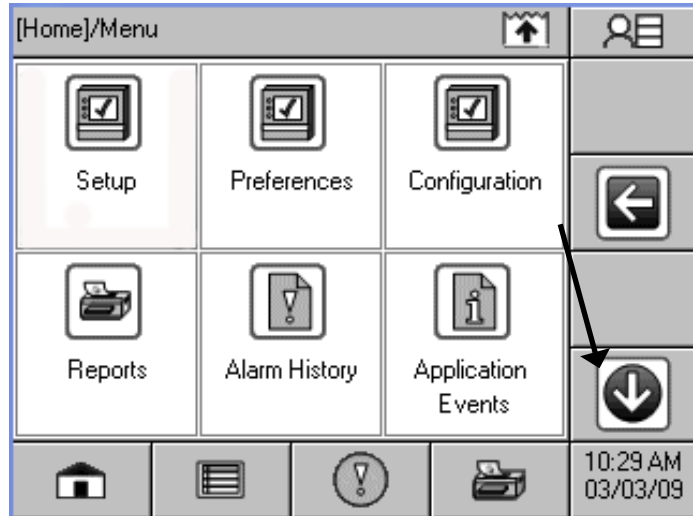 [Home]/Menu
Setup
Preferences
Configuration
Reports
Alarm History
Application
Events
10:29 AM
03/03/09